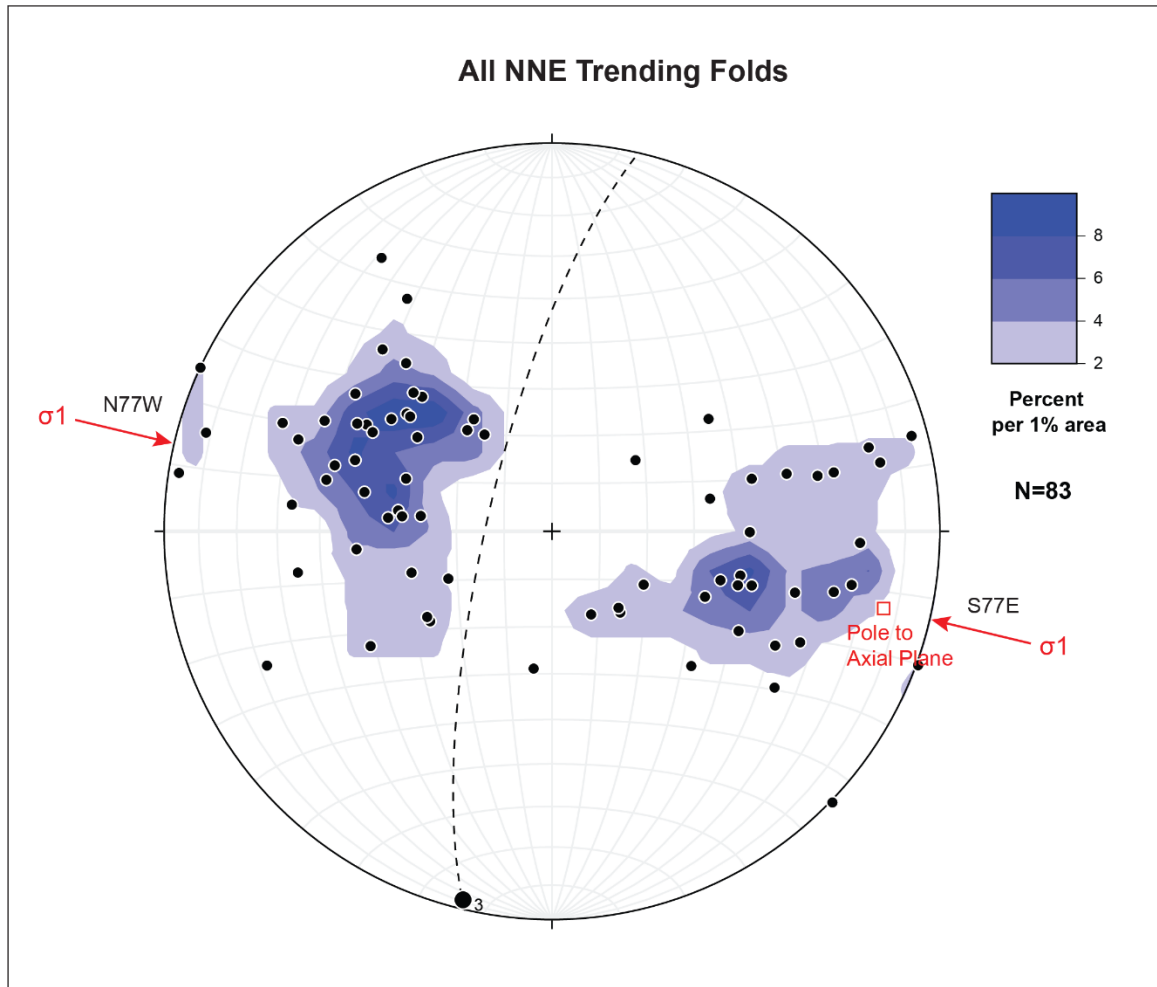 All NNE Trending Folds
8
6
4
2
Percent
per 1% area
N=83
N77W
σ1
S77E
σ1
Pole to
Axial Plane
3